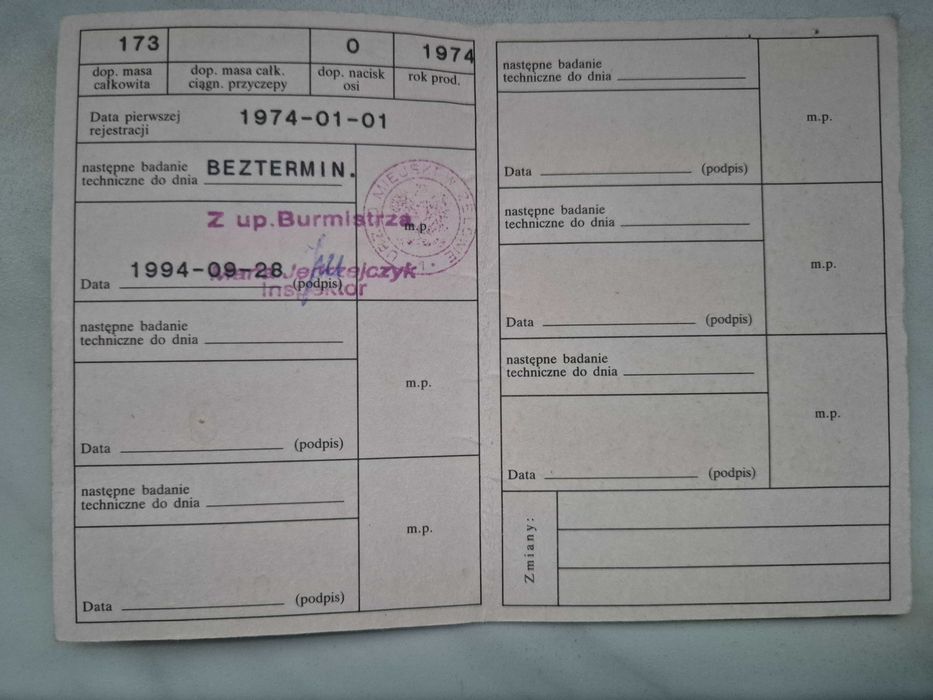 173 0 1974
dop. masa całkowita dop. masa całk. ciągn. przyczepy dop. nacisk osi rok prod.
Data pierwszej rejestracji 1974-01-01
następne badanie
techniczne do dnia BEZTERMIN.
Z up. Burmistrza
m.p.
1994-09-28
Data (podpis)
Inspektor
następne badanie
techniczne do dnia
m.p.
Data (podpis)
następne badanie
techniczne do dnia
m.p.
Data (podpis)
następne badanie
techniczne do dnia
m.p.
Data (podpis)
następne badanie
techniczne do dnia
m.p.
Data (podpis)
następne badanie
techniczne do dnia
m.p.
Data (podpis)
Zmiany: